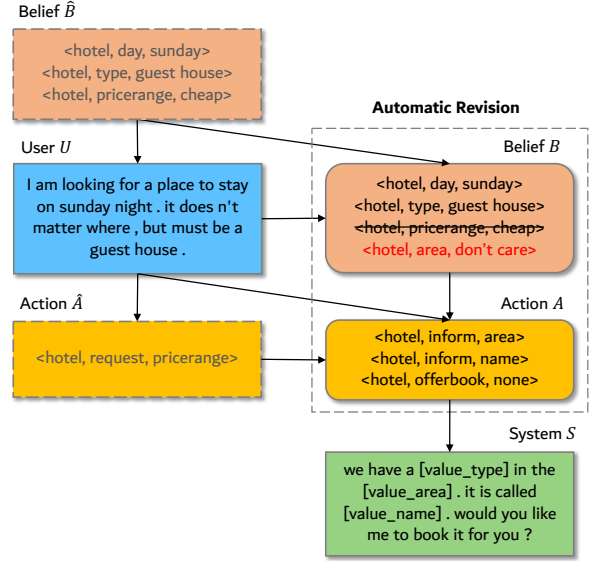 Belief B̂
<hotel, day, sunday>
<hotel, type, guest house>
<hotel, pricerange, cheap>
User U
I am looking for a place to stay
on sunday night . it does n't
matter where , but must be a
guest house .
Action Â
<hotel, request, pricerange>
Automatic Revision
Belief B
<hotel, day, sunday>
<hotel, type, guest house>
<hotel, pricerange, cheap>
<hotel, area, don't care>
Action A
<hotel, inform, area>
<hotel, inform, name>
<hotel, offerbook, none>
System S
we have a [value_type] in the
[value_area] . it is called
[value_name] . would you like
me to book it for you ?